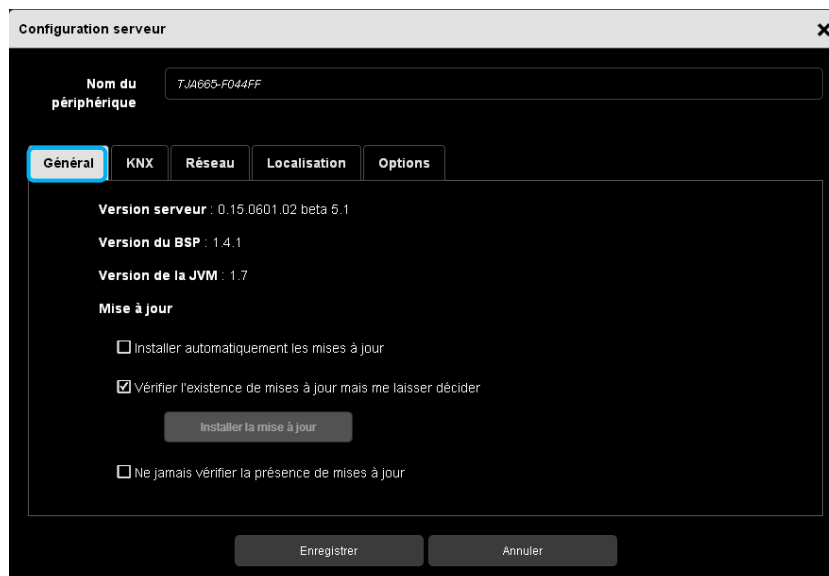 Configuration serveur
Nom du
périphérique
TJA665-F044FF
Général KNX Réseau Localisation Options
Version serveur : 0.15.0601.02 beta 5.1
Version du BSP : 1.4.1
Version de la JVM : 1.7
Mise à jour
Installer automatiquement les mises à jour
Vérifier l'existence de mises à jour mais me laisser décider
Installer la mise à jour
Ne jamais vérifier la présence de mises à jour
Enregistrer Annuler